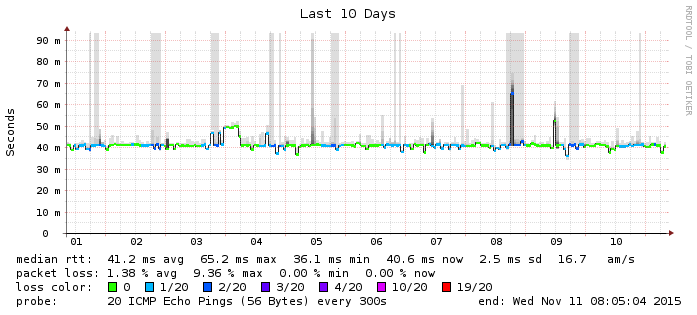 Last 10 Days
RRDTOOL / TOBI OETIKER
Seconds
90 m
80 m
70 m
60 m
50 m
40 m
30 m
20 m
10 m
0
01 02 03 04 05 06 07 08 09 10
median rtt: 41.2 ms avg 65.2 ms max 36.1 ms min 40.6 ms now 2.5 ms sd 16.7 am/s
packet loss: 1.38 % avg 9.36 % max 0.00 % min 0.00 % now
loss color: 0 1/20 2/20 3/20 4/20 10/20 19/20
probe: 20 ICMP Echo Pings (56 Bytes) every 300s end: Wed Nov 11 08:05:04 2015